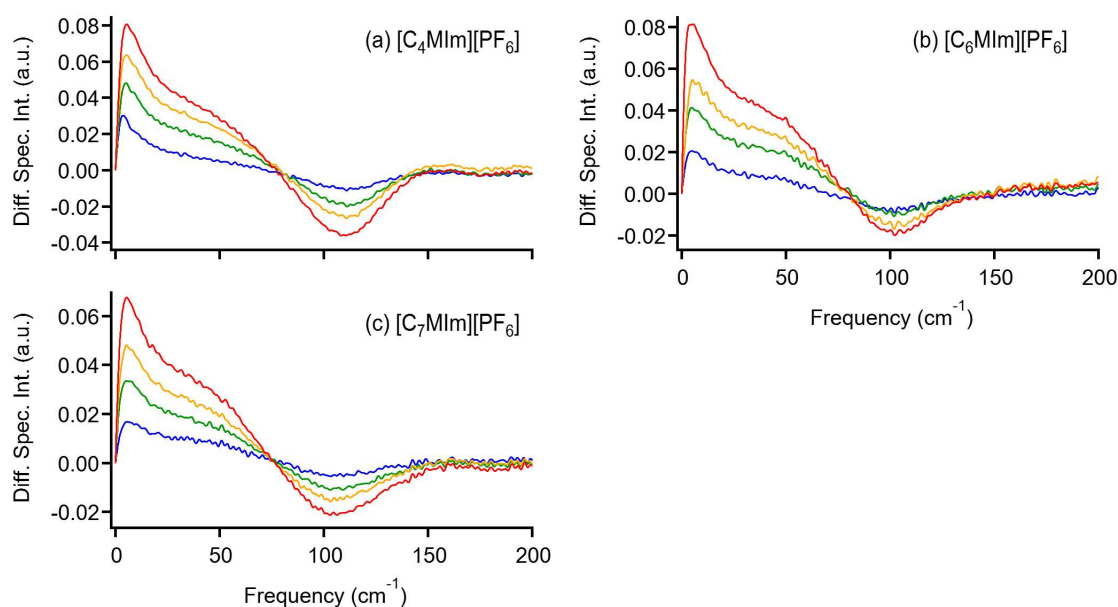 Diff. Spec. Int. (a.u.)
0.08
0.06
0.04
0.02
0.00
-0.02
-0.04
(a) [C₄MIm][PF₆]
Diff. Spec. Int. (a.u.)
0.08
0.06
0.04
0.02
0.00
-0.02
(b) [C₆MIm][PF₆]
0 50 100 150 200
Frequency (cm⁻¹)
Diff. Spec. Int. (a.u.)
0.06
0.04
0.02
0.00
-0.02
(c) [C₇MIm][PF₆]
0 50 100 150 200
Frequency (cm⁻¹)